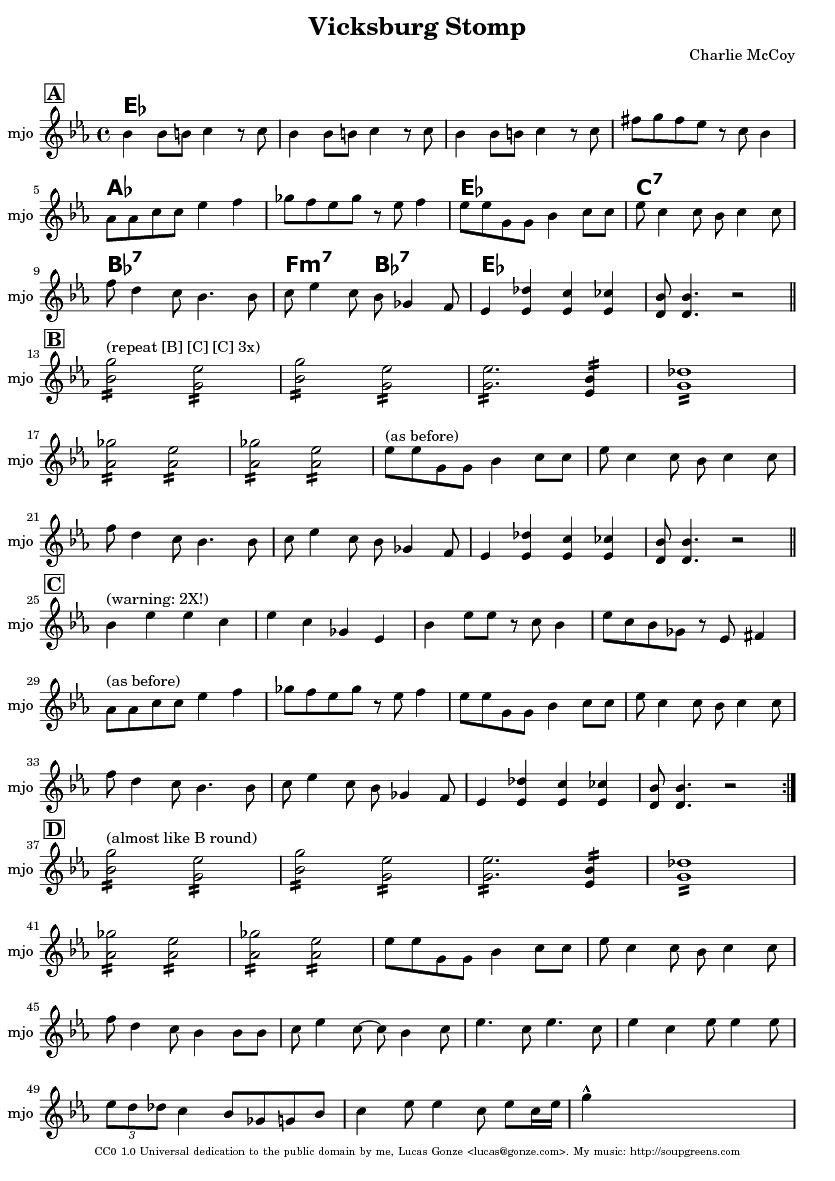 Vicksburg Stomp
Charlie McCoy
A
E♭
mjo
5
A♭ E♭ C7
mjo
9
B♭7 Fm7 B♭7 E♭
mjo
B
13
(repeat [B] [C] [C] 3x)
mjo
17
(as before)
mjo
21
mjo
C
25
(warning: 2X!)
mjo
29
(as before)
mjo
33
mjo
D
37
(almost like B round)
mjo
41
mjo
45
mjo
49
mjo
3
CC0 1.0 Universal dedication to the public domain by me, Lucas Gonze <lucas@gonze.com>. My music: http://soupgreens.com